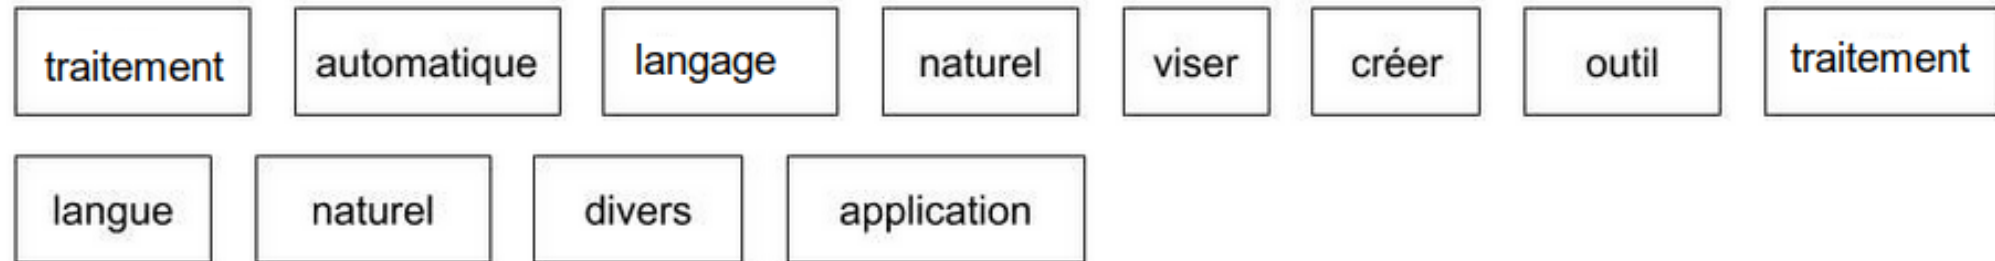 traitement automatique langage naturel viser créer outil traitement
langue naturel divers application